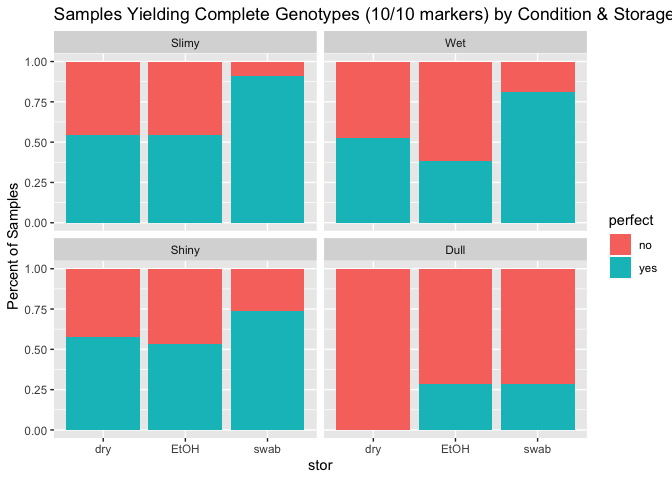 Samples Yielding Complete Genotypes (10/10 markers) by Condition & Storage
Slimy
Wet
1.00
0.75
0.50
0.25
0.00
Shiny
Dull
1.00
0.75
0.50
0.25
0.00
dry
EtOH
swab
dry
EtOH
swab
stor
Percent of Samples
perfect
no
yes